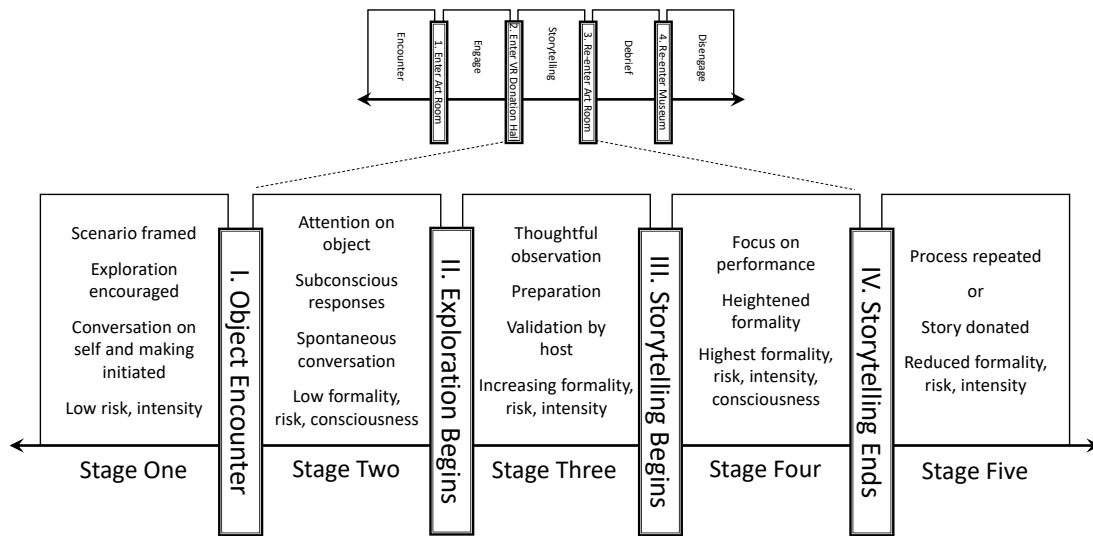 Encounter
1. Enter Art Room
Engage
2. Enter VR Donation Hall
Storytelling
3. Re-enter Art Room
Debrief
4. Re-enter Museum
Disengage
Scenario framed
Exploration
encouraged
Conversation on
self and making
initiated
Low risk, intensity
Stage One
I. Object Encounter
Attention on
object
Subconscious
responses
Spontaneous
conversation
Low formality,
risk, consciousness
Stage Two
II. Exploration Begins
Thoughtful
observation
Preparation
Validation by
host
Increasing formality,
risk, intensity
Stage Three
III. Storytelling Begins
Focus on
performance
Heightened
formality
Highest formality,
risk, intensity,
consciousness
Stage Four
IV. Storytelling Ends
Process repeated
or
Story donated
Reduced formality,
risk, intensity
Stage Five